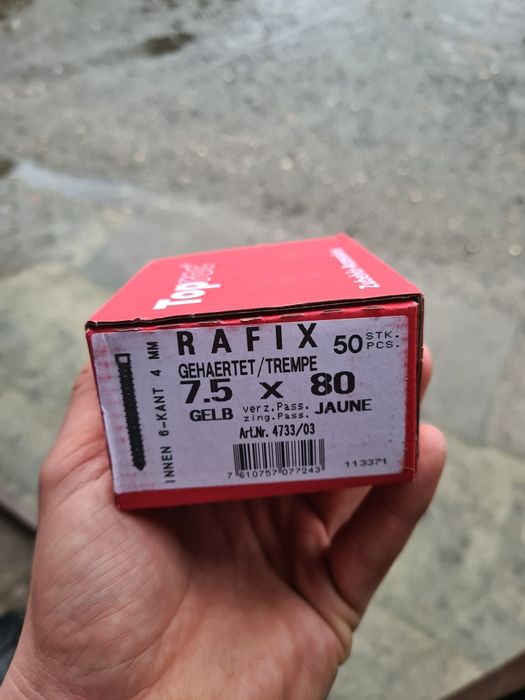 Top
RAFIX 50 STK. PCS.
GEHAERTET/TREMPE
7.5 x 80
GELB verz.Pass. zing.Pass. JAUNE
Art.Nr. 4733/03
7 610757 077243
113371
INNEN 6-KANT 4 MM